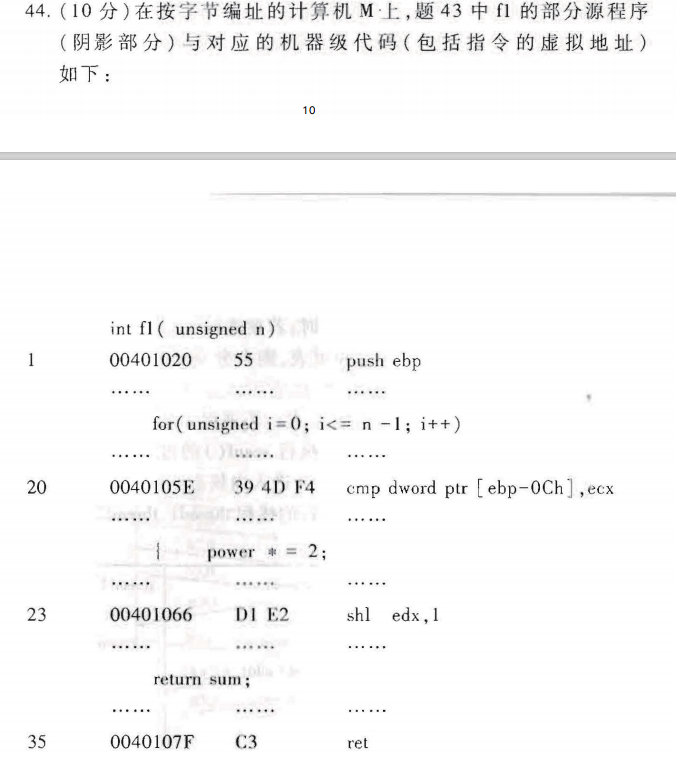 44.(10 分)在按字节编址的计算机 M 上,题 43 中 f1 的部分源程序
(阴影部分)与对应的机器级代码(包括指令的虚拟地址)
如下:
10
int f1( unsigned n)
1 00401020 55 push ebp
…… …… ……
for(unsigned i=0; i<= n -1; i++)
…… …… ……
20 0040105E 39 4D F4 cmp dword ptr [ebp-0Ch],ecx
…… …… ……
{ power * = 2;
…… …… ……
23 00401066 D1 E2 shl edx,1
…… …… ……
return sum;
…… …… ……
35 0040107F C3 ret